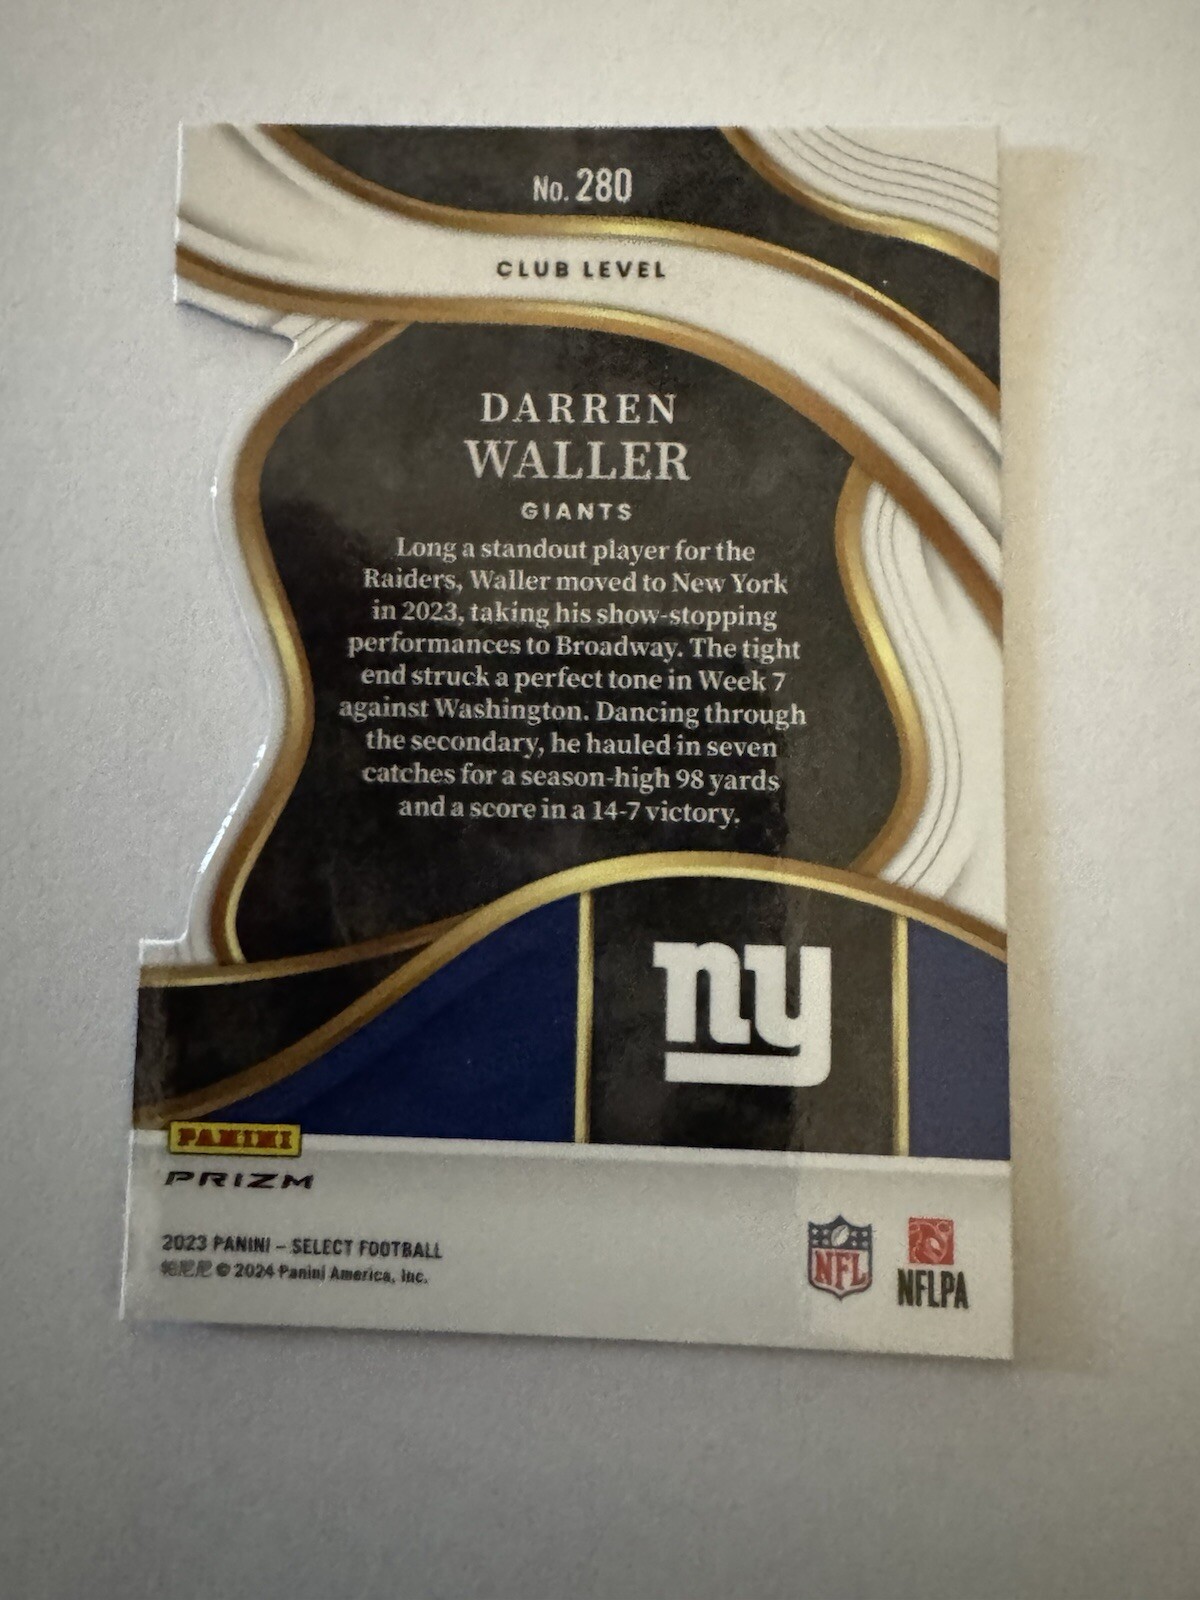 No. 280
CLUB LEVEL
DARREN
WALLER
GIANTS
Long a standout player for the
Raiders, Waller moved to New York
in 2023, taking his show-stopping
performances to Broadway. The tight
end struck a perfect tone in Week 7
against Washington. Dancing through
the secondary, he hauled in seven
catches for a season-high 98 yards
and a score in a 14-7 victory.
ny
PANINI
PRIZM
2023 PANINI – SELECT FOOTBALL
帕尼尼 © 2024 Panini America, Inc.
NFL
NFLPA